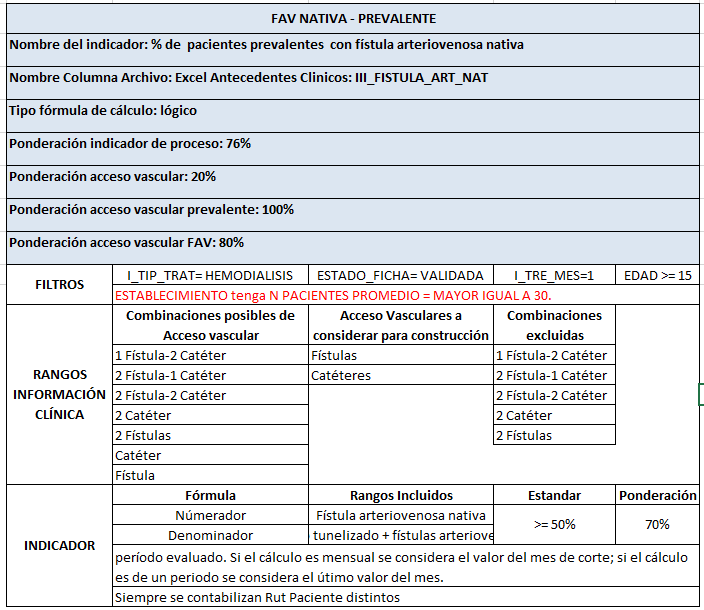 FAV NATIVA - PREVALENTE
Nombre del indicador: % de pacientes prevalentes con fístula arteriovenosa nativa
Nombre Columna Archivo: Excel Antecedentes Clinicos: III_FISTULA_ART_NAT
Tipo fórmula de cálculo: lógico
Ponderación indicador de proceso: 76%
Ponderación acceso vascular: 20%
Ponderación acceso vascular prevalente: 100%
Ponderación acceso vascular FAV: 80%
FILTROS
I_TIP_TRAT= HEMODIALISIS ESTADO_FICHA= VALIDADA I_TRE_MES=1 EDAD >= 15
ESTABLECIMIENTO tenga N PACIENTES PROMEDIO = MAYOR IGUAL A 30.
RANGOS
INFORMACIÓN
CLÍNICA
Combinaciones posibles de
Acceso vascular
Acceso Vasculares a
considerar para construcción
Combinaciones
excluidas
1 Fístula-2 Catéter Fístulas 1 Fístula-2 Catéter
2 Fístula-1 Catéter Catéteres 2 Fístula-1 Catéter
2 Fístula-2 Catéter 2 Fístula-2 Catéter
2 Catéter 2 Catéter
2 Fístulas 2 Fístulas
Catéter
Fístula
INDICADOR
Fórmula Rangos Incluidos Estandar Ponderación
Númerador Fístula arteriovenosa nativa >= 50% 70%
Denominador tunelizado + fístulas arteriove
período evaluado. Si el cálculo es mensual se considera el valor del mes de corte; si el cálculo
es de un periodo se considera el útimo valor del mes.
Siempre se contabilizan Rut Paciente distintos